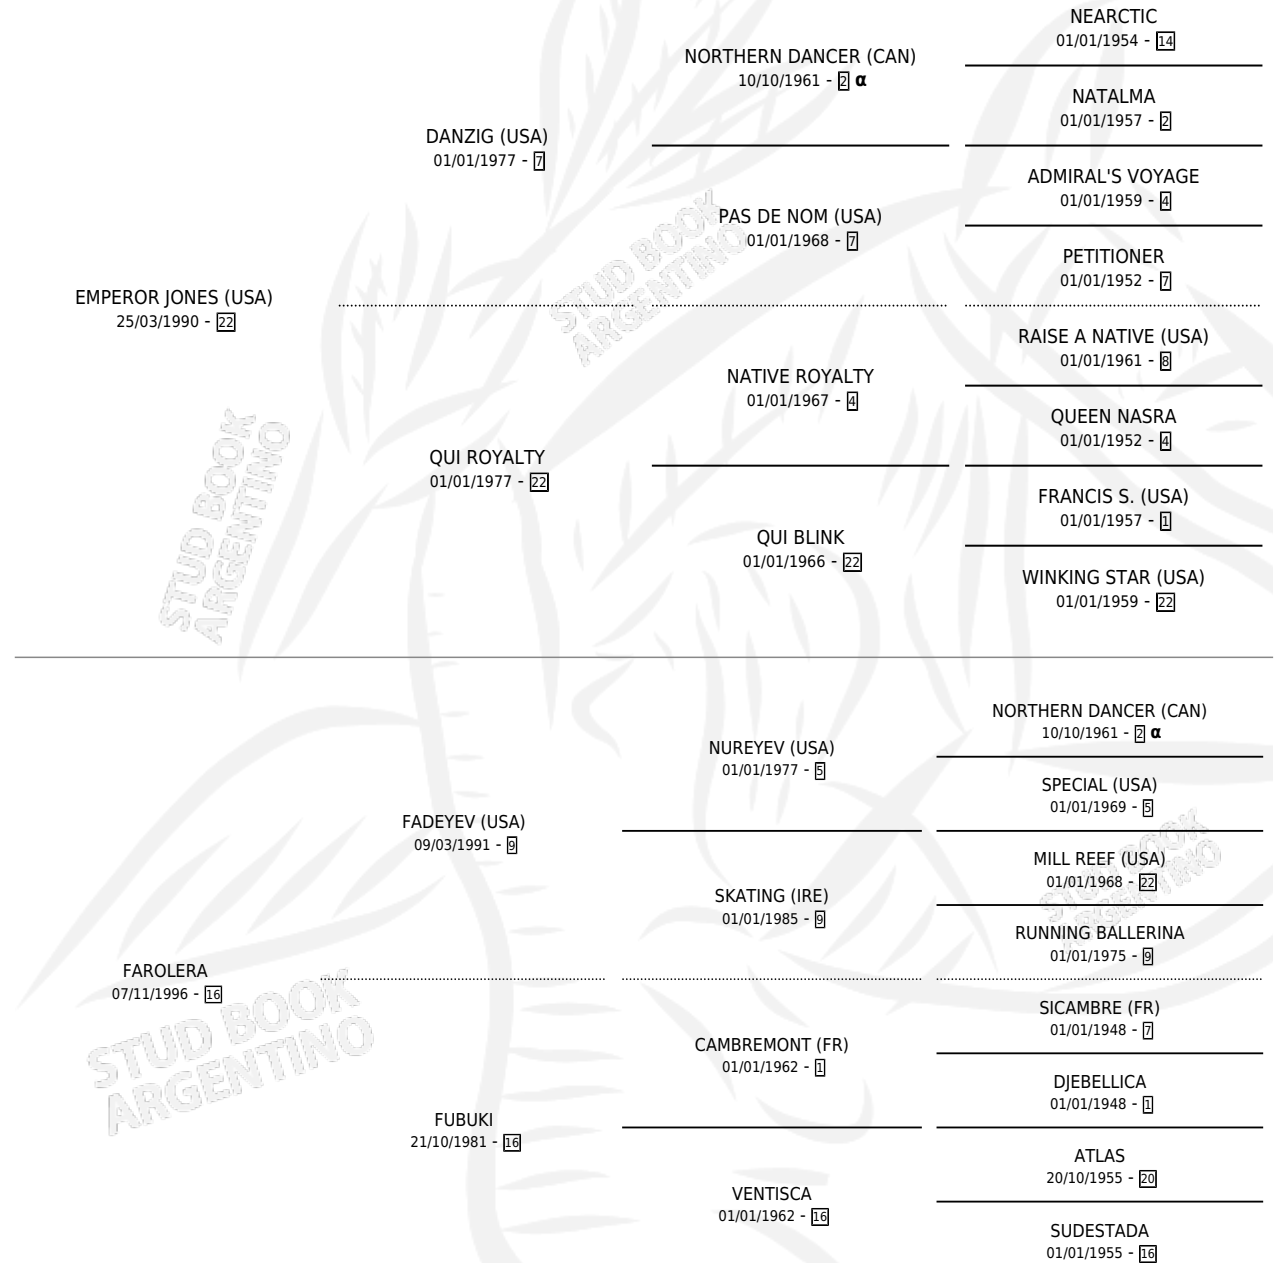 NEARCTIC
01/01/1954 - 14
NORTHERN DANCER (CAN)
10/10/1961 - 2 α
NATALMA
01/01/1957 - 2
DANZIG (USA)
01/01/1977 - 7
ADMIRAL'S VOYAGE
01/01/1959 - 4
PAS DE NOM (USA)
01/01/1968 - 7
PETITIONER
01/01/1952 - 7
EMPEROR JONES (USA)
25/03/1990 - 22
RAISE A NATIVE (USA)
01/01/1961 - 8
NATIVE ROYALTY
01/01/1967 - 4
QUEEN NASRA
01/01/1952 - 4
QUI ROYALTY
01/01/1977 - 22
FRANCIS S. (USA)
01/01/1957 - 1
QUI BLINK
01/01/1966 - 22
WINKING STAR (USA)
01/01/1959 - 22
NORTHERN DANCER (CAN)
10/10/1961 - 2 α
NUREYEV (USA)
01/01/1977 - 5
SPECIAL (USA)
01/01/1969 - 5
FADEYEV (USA)
09/03/1991 - 9
MILL REEF (USA)
01/01/1968 - 22
SKATING (IRE)
01/01/1985 - 9
RUNNING BALLERINA
01/01/1975 - 9
FAROLERA
07/11/1996 - 16
SICAMBRE (FR)
01/01/1948 - 7
CAMBREMONT (FR)
01/01/1962 - 1
DJEBELLICA
01/01/1948 - 1
FUBUKI
21/10/1981 - 16
ATLAS
20/10/1955 - 20
VENTISCA
01/01/1962 - 16
SUDESTADA
01/01/1955 - 16
STUD BOOK
ARGENTINO
STUD BOOK
ARGENTINO
STUD BOOK
ARGENTINO
STUD BOOK
ARGENTINO